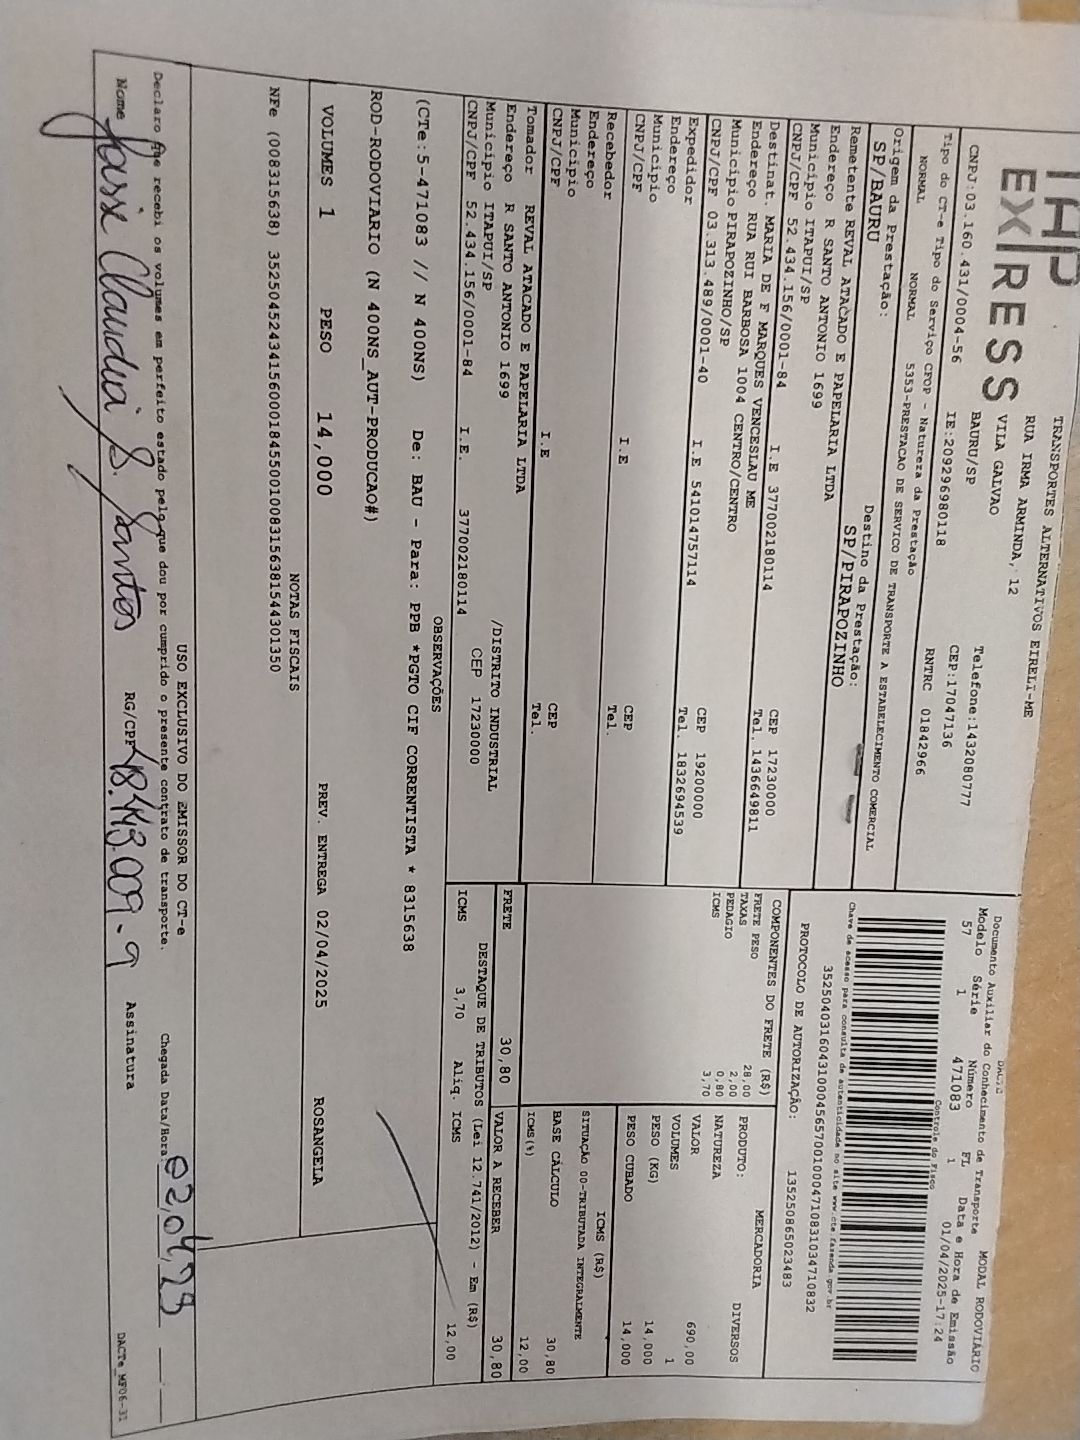 EX|RESS
TRANSPORTES ALTERNATIVOS EIRELI-ME
RUA IRMA ARMINDA, 12
VILA GALVAO
BAURU/SP
Telefone:1432080777
CNPJ:03.160.431/0004-56 IE:209296980118 CEP:17047136
Tipo do CT-e Tipo do Serviço CFOP - Natureza da Prestação RNTRC 01842966
NORMAL NORMAL 5353-PRESTACAO DE SERVICO DE TRANSPORTE A ESTABELECIMENTO COMERCIAL
Origem da Prestação: Destino da Prestação:
SP/BAURU SP/PIRAPOZINHO
Remetente REVAL ATACADO E PAPELARIA LTDA
Endereço R SANTO ANTONIO 1699
Município ITAPUI/SP CEP 17230000
CNPJ/CPF 52.434.156/0001-84 I.E 377002180114 Tel. 1436649811
Destinat. MARIA DE F MARQUES VENCESLAU ME
Endereço RUA RUI BARBOSA 1004 CENTRO/CENTRO
Município PIRAPOZINHO/SP CEP 19200000
CNPJ/CPF 03.313.489/0001-40 I.E 541014757114 Tel. 1832694539
Expedidor
Endereço
Município CEP
CNPJ/CPF I.E Tel.
Recebedor
Endereço
Município CEP
CNPJ/CPF I.E Tel.
Tomador REVAL ATACADO E PAPELARIA LTDA
Endereço R SANTO ANTONIO 1699 /DISTRITO INDUSTRIAL
Município ITAPUI/SP CEP 17230000
CNPJ/CPF 52.434.156/0001-84 I.E. 377002180114
DACTE
Documento Auxiliar do Conhecimento de Transporte MODAL RODOVIÁRIO
Modelo Série Número FL Data e Hora de Emissão
57 1 471083 1 01/04/2025-17:24
Controle do Fisco
Chave de acesso para consulta de autenticidade no site www.cte.fazenda.gov.br
35250403160431000456570010004710831034710832
PROTOCOLO DE AUTORIZAÇÃO: 135250865023483
COMPONENTES DO FRETE (R$)
FRETE PESO 28,00
TAXAS 2,00
PEDAGIO 0,80
ICMS 3,70
MERCADORIA
PRODUTO: DIVERSOS
NATUREZA
VALOR 690,00
VOLUMES 1
PESO (KG) 14,000
PESO CUBADO 14,000
ICMS (R$)
SITUAÇÃO 00-TRIBUTADA INTEGRALMENTE
BASE CÁLCULO 30,80
ICMS(%) 12,00
FRETE 30,80 VALOR A RECEBER 30,80
DESTAQUE DE TRIBUTOS (Lei 12.741/2012) - Em (R$)
ICMS 3,70 Aliq. ICMS 12,00
OBSERVAÇÕES
(CTe:5-471083 // N 400NS) De: BAU - Para: PPB *PGTO CIF CORRENTISTA * 8315638
ROD-RODOVIARIO (N 400NS_AUT-PRODUCAO#)
VOLUMES 1 PESO 14,000 PREV. ENTREGA 02/04/2025 ROSANGELA
NOTAS FISCAIS
NFe (008315638) 35250452434156000184550010083156381544301350
USO EXCLUSIVO DO EMISSOR DO CT-e
Declaro que recebi os volumes em perfeito estado pelo que dou por cumprido o presente contrato de transporte. Chegada Data/Hora:
Nome Claudia S. Santos RG/CPF Assinatura
DACTe_MF06-31